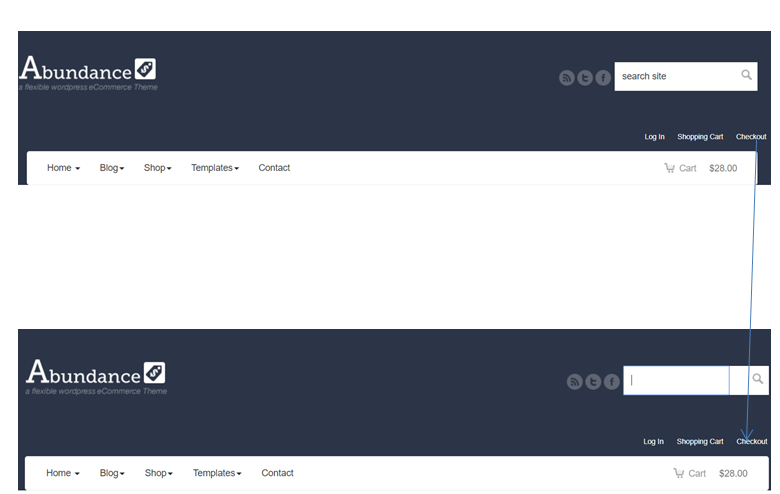 Abundance
a flexible wordpress eCommerce Theme
search site
Log In Shopping Cart Checkout
Home Blog Shop Templates Contact Cart $28.00
Abundance
a flexible wordpress eCommerce Theme
Log In Shopping Cart Checkout
Home Blog Shop Templates Contact Cart $28.00